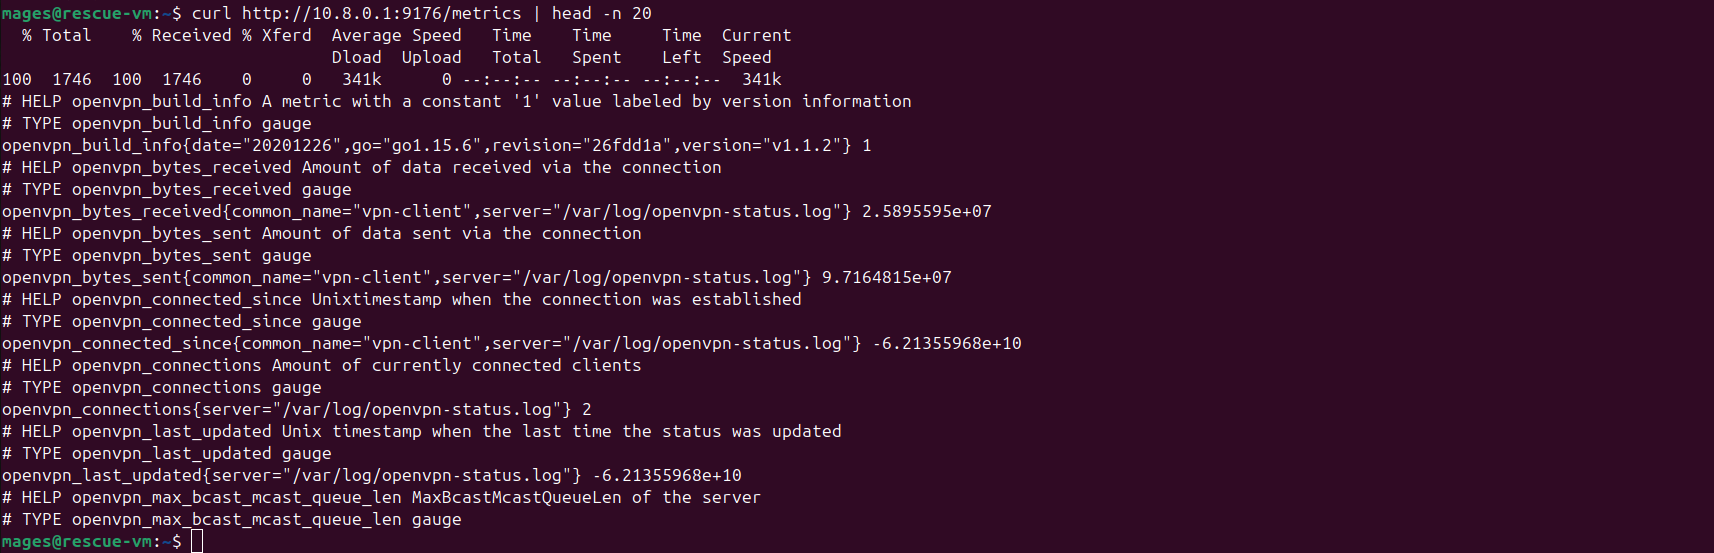 mages@rescue-vm:~$ curl http://10.8.0.1:9176/metrics | head -n 20
  % Total    % Received % Xferd  Average Speed   Time    Time     Time  Current
                                 Dload  Upload   Total   Spent    Left  Speed
100  1746  100  1746    0     0   341k      0 --:--:-- --:--:-- --:--:--  341k
# HELP openvpn_build_info A metric with a constant '1' value labeled by version information
# TYPE openvpn_build_info gauge
openvpn_build_info{date="20201226",go="go1.15.6",revision="26fdd1a",version="v1.1.2"} 1
# HELP openvpn_bytes_received Amount of data received via the connection
# TYPE openvpn_bytes_received gauge
openvpn_bytes_received{common_name="vpn-client",server="/var/log/openvpn-status.log"} 2.5895595e+07
# HELP openvpn_bytes_sent Amount of data sent via the connection
# TYPE openvpn_bytes_sent gauge
openvpn_bytes_sent{common_name="vpn-client",server="/var/log/openvpn-status.log"} 9.7164815e+07
# HELP openvpn_connected_since Unixtimestamp when the connection was established
# TYPE openvpn_connected_since gauge
openvpn_connected_since{common_name="vpn-client",server="/var/log/openvpn-status.log"} -6.21355968e+10
# HELP openvpn_connections Amount of currently connected clients
# TYPE openvpn_connections gauge
openvpn_connections{server="/var/log/openvpn-status.log"} 2
# HELP openvpn_last_updated Unix timestamp when the last time the status was updated
# TYPE openvpn_last_updated gauge
openvpn_last_updated{server="/var/log/openvpn-status.log"} -6.21355968e+10
# HELP openvpn_max_bcast_mcast_queue_len MaxBcastMcastQueueLen of the server
# TYPE openvpn_max_bcast_mcast_queue_len gauge
mages@rescue-vm:~$